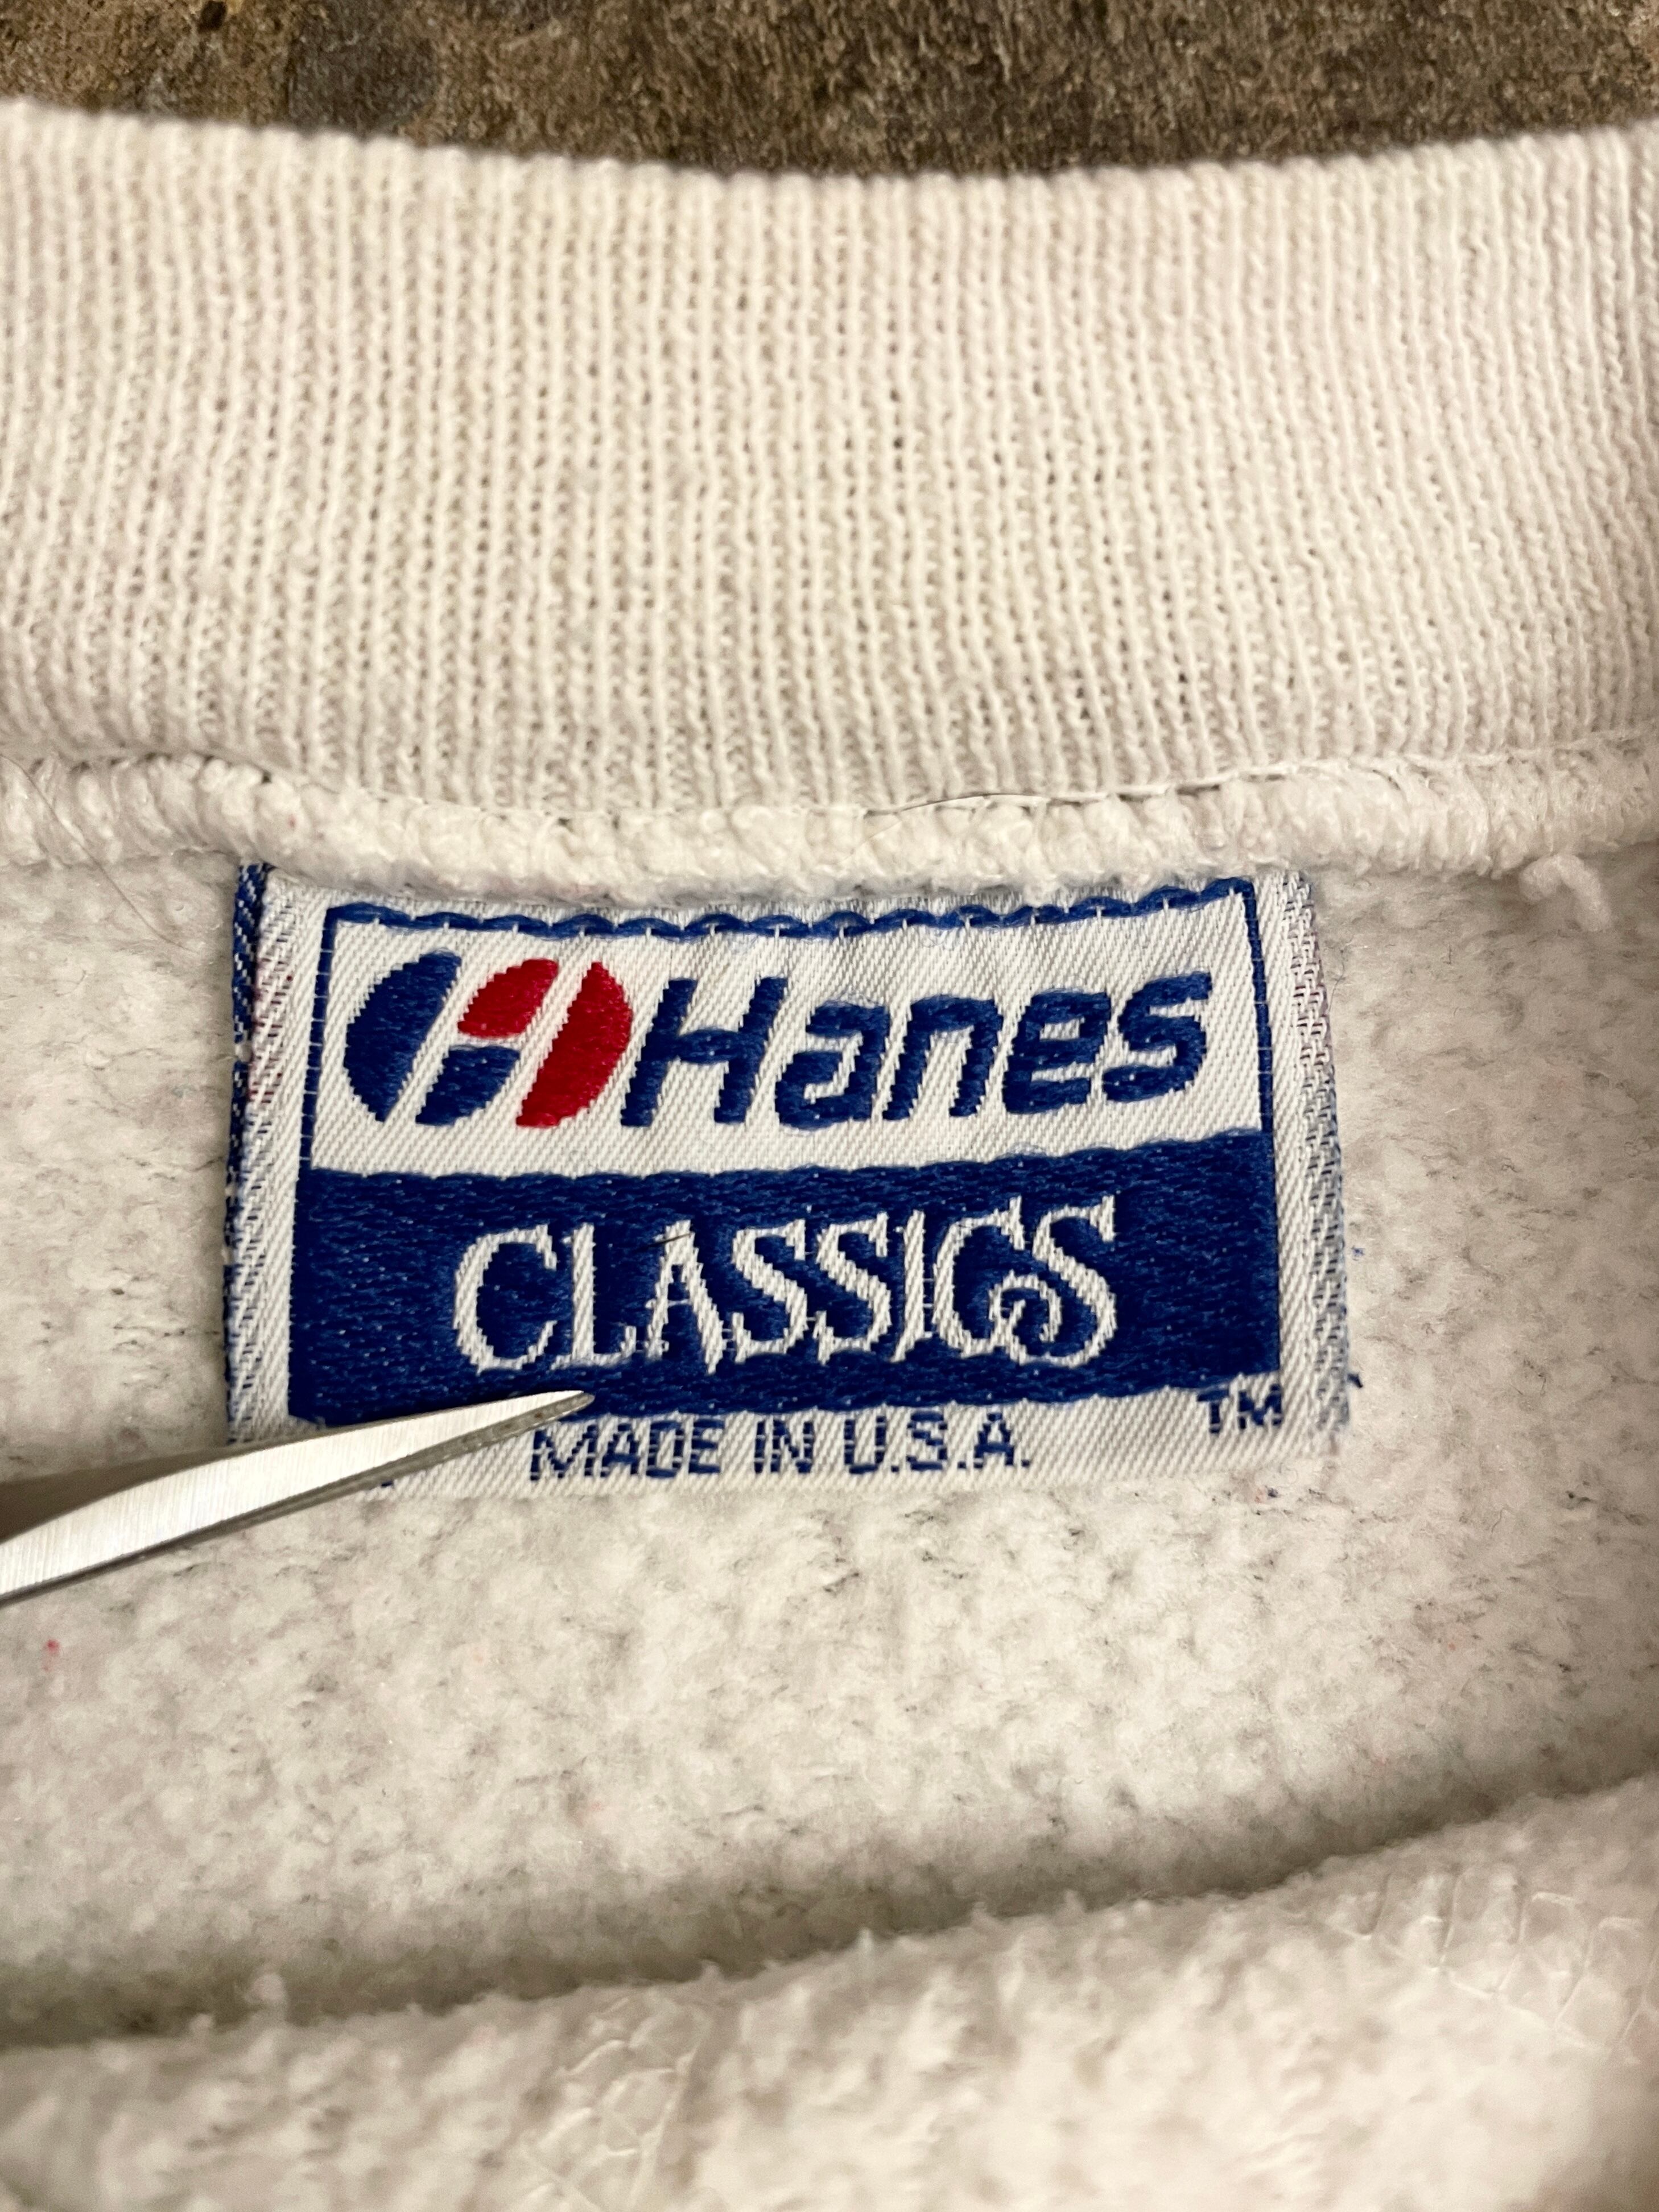 Hanes
CLASSICS
TM
MADE IN U.S.A.